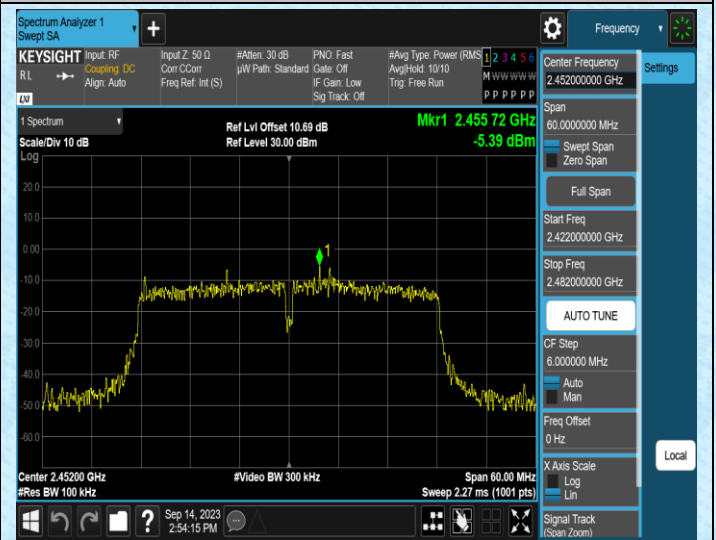 Spectrum Analyzer 1
Swept SA
+
Frequency
KEYSIGHT
RL
LXI
Input: RF
Coupling: DC
Align: Auto
Input Z: 50 Ω
Corr CCorr
Freq Ref: Int (S)
#Atten: 30 dB
µW Path: Standard
PNO: Fast
Gate: Off
IF Gain: Low
Sig Track: Off
#Avg Type: Power (RMS
Avg|Hold: 10/10
Trig: Free Run
1 2 3 4 5 6
M W W W W W
P P P P P P
1 Spectrum
Scale/Div 10 dB
Log
Ref Lvl Offset 10.69 dB
Ref Level 30.00 dBm
Mkr1 2.455 72 GHz
-5.39 dBm
1
20.0
10.0
0.00
-10.0
-20.0
-30.0
-40.0
-50.0
-60.0
Center 2.45200 GHz
#Res BW 100 kHz
#Video BW 300 kHz
Span 60.00 MHz
Sweep 2.27 ms (1001 pts)
Center Frequency
2.452000000 GHz
Settings
Span
60.0000000 MHz
Swept Span
Zero Span
Full Span
Start Freq
2.422000000 GHz
Stop Freq
2.482000000 GHz
AUTO TUNE
CF Step
6.000000 MHz
Auto
Man
Freq Offset
0 Hz
X Axis Scale
Log
Lin
Local
Signal Track
(Span Zoom)
?
Sep 14, 2023
2:54:15 PM